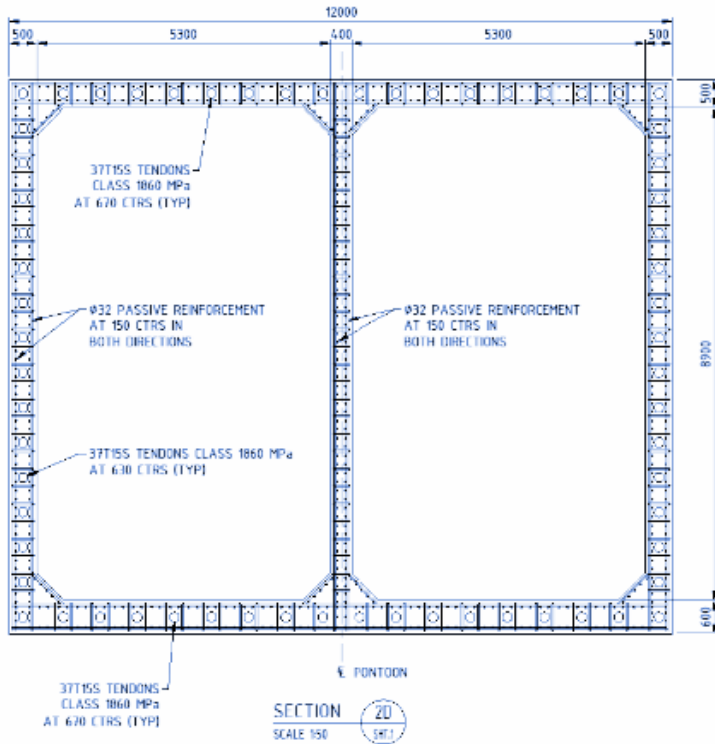 12000
500 5300 400 5300 500
500
37T15S TENDONS
CLASS 1860 MPa
AT 670 CTRS (TYP)
Ø32 PASSIVE REINFORCEMENT
AT 150 CTRS IN
BOTH DIRECTIONS
Ø32 PASSIVE REINFORCEMENT
AT 150 CTRS IN
BOTH DIRECTIONS
8900
37T15S TENDONS CLASS 1860 MPa
AT 630 CTRS (TYP)
600
℄ PONTOON
37T15S TENDONS
CLASS 1860 MPa
AT 670 CTRS (TYP)
SECTION 2D
SCALE 1:50 SHT.1